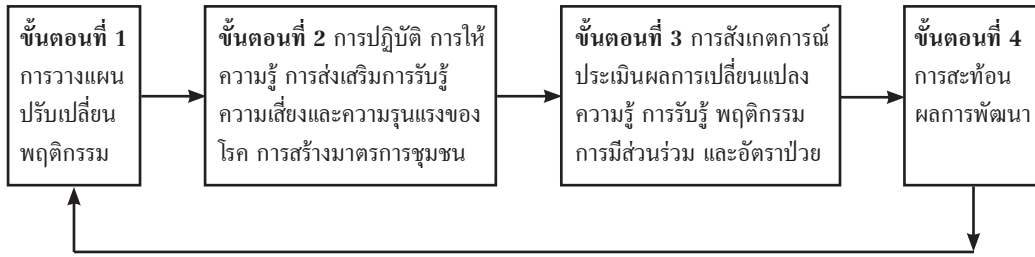 ขั้นตอนที่ 1
การวางแผน
ปรับเปลี่ยน
พฤติกรรม
ขั้นตอนที่ 2 การปฏิบัติ การให้
ความรู้ การส่งเสริมการรับรู้
ความเสี่ยงและความรุนแรงของ
โรค การสร้างมาตรการชุมชน
ขั้นตอนที่ 3 การสังเกตการณ์
ประเมินผลการเปลี่ยนแปลง
ความรู้ การรับรู้ พฤติกรรม
การมีส่วนร่วม และอัตราป่วย
ขั้นตอนที่ 4
การสะท้อน
ผลการพัฒนา